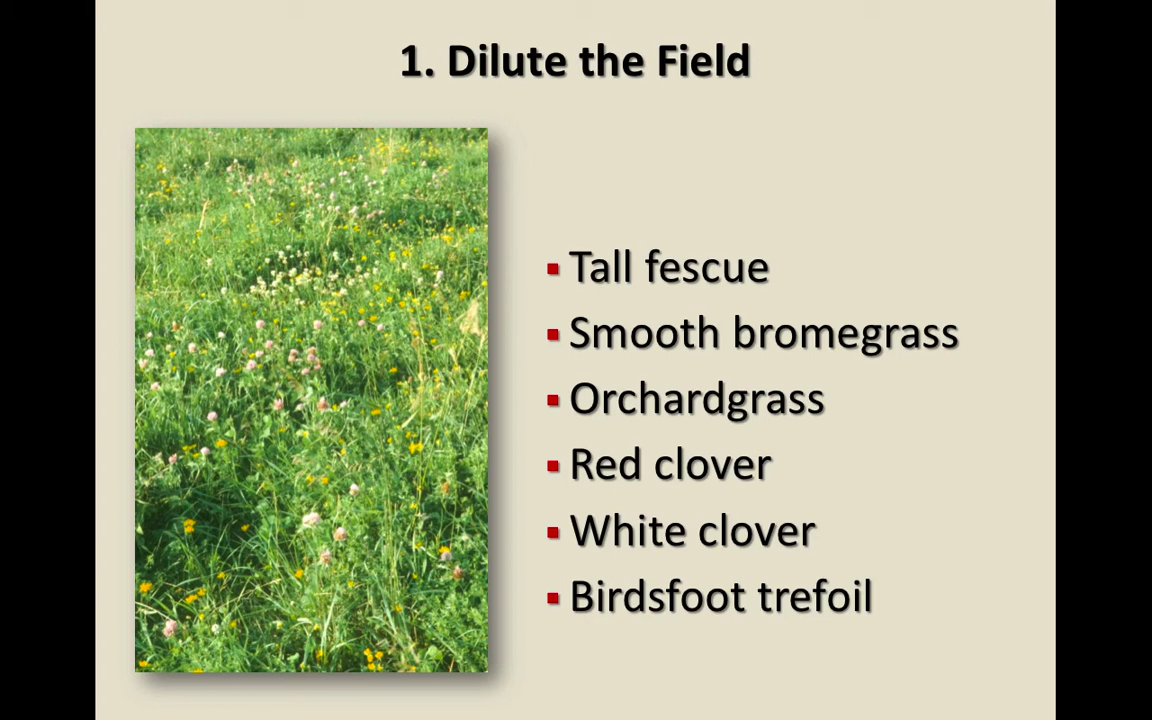 1. Dilute the Field
Tall fescue
Smooth bromegrass
Orchardgrass
Red clover
White clover
Birdsfoot trefoil